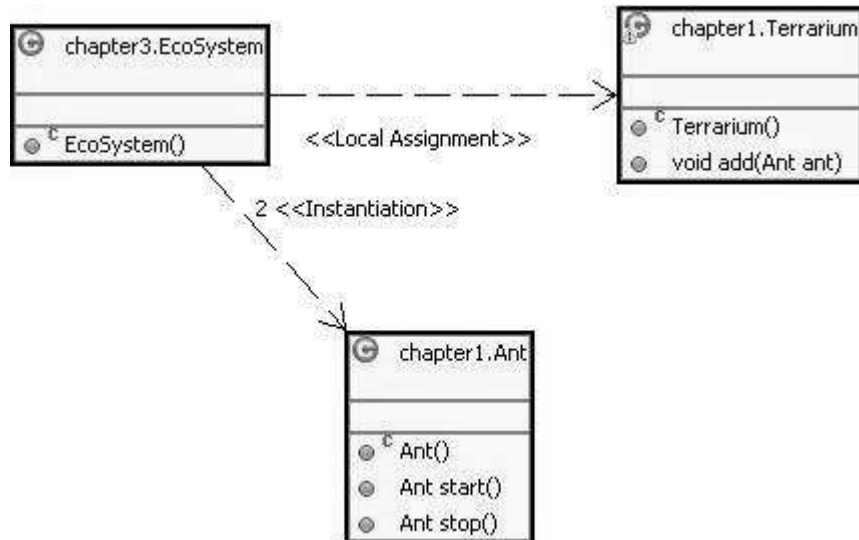 chapter3.EcoSystem
C EcoSystem()
<<Local Assignment>>
chapter1.Terrarium
C Terrarium()
void add(Ant ant)
2 <<Instantiation>>
chapter1.Ant
C Ant()
Ant start()
Ant stop()